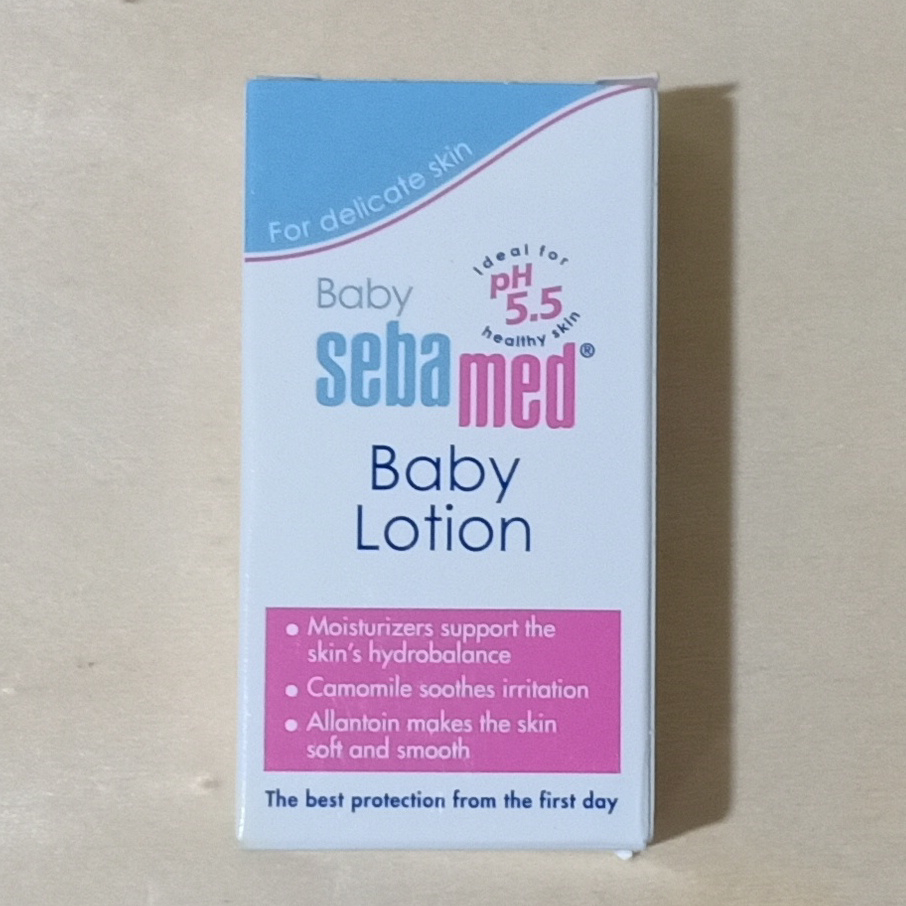 For delicate skin
Ideal for
pH
5.5
healthy skin
Baby
sebamed®
Baby
Lotion
• Moisturizers support the
skin's hydrobalance
• Camomile soothes irritation
• Allantoin makes the skin
soft and smooth
The best protection from the first day